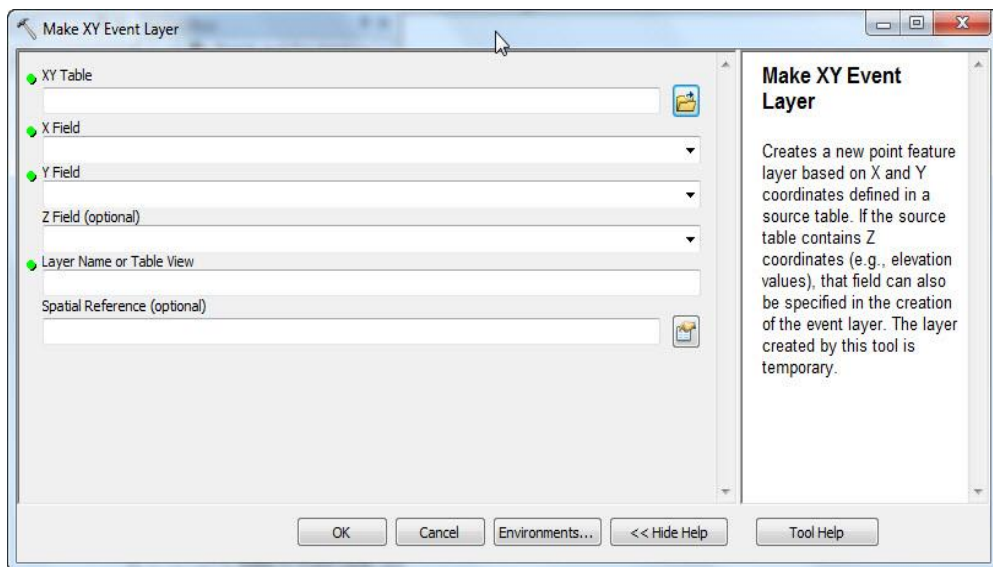 Make XY Event Layer
XY Table
X Field
Y Field
Z Field (optional)
Layer Name or Table View
Spatial Reference (optional)
Make XY Event
Layer
Creates a new point feature
layer based on X and Y
coordinates defined in a
source table. If the source
table contains Z
coordinates (e.g., elevation
values), that field can also
be specified in the creation
of the event layer. The layer
created by this tool is
temporary.
OK Cancel Environments... << Hide Help Tool Help